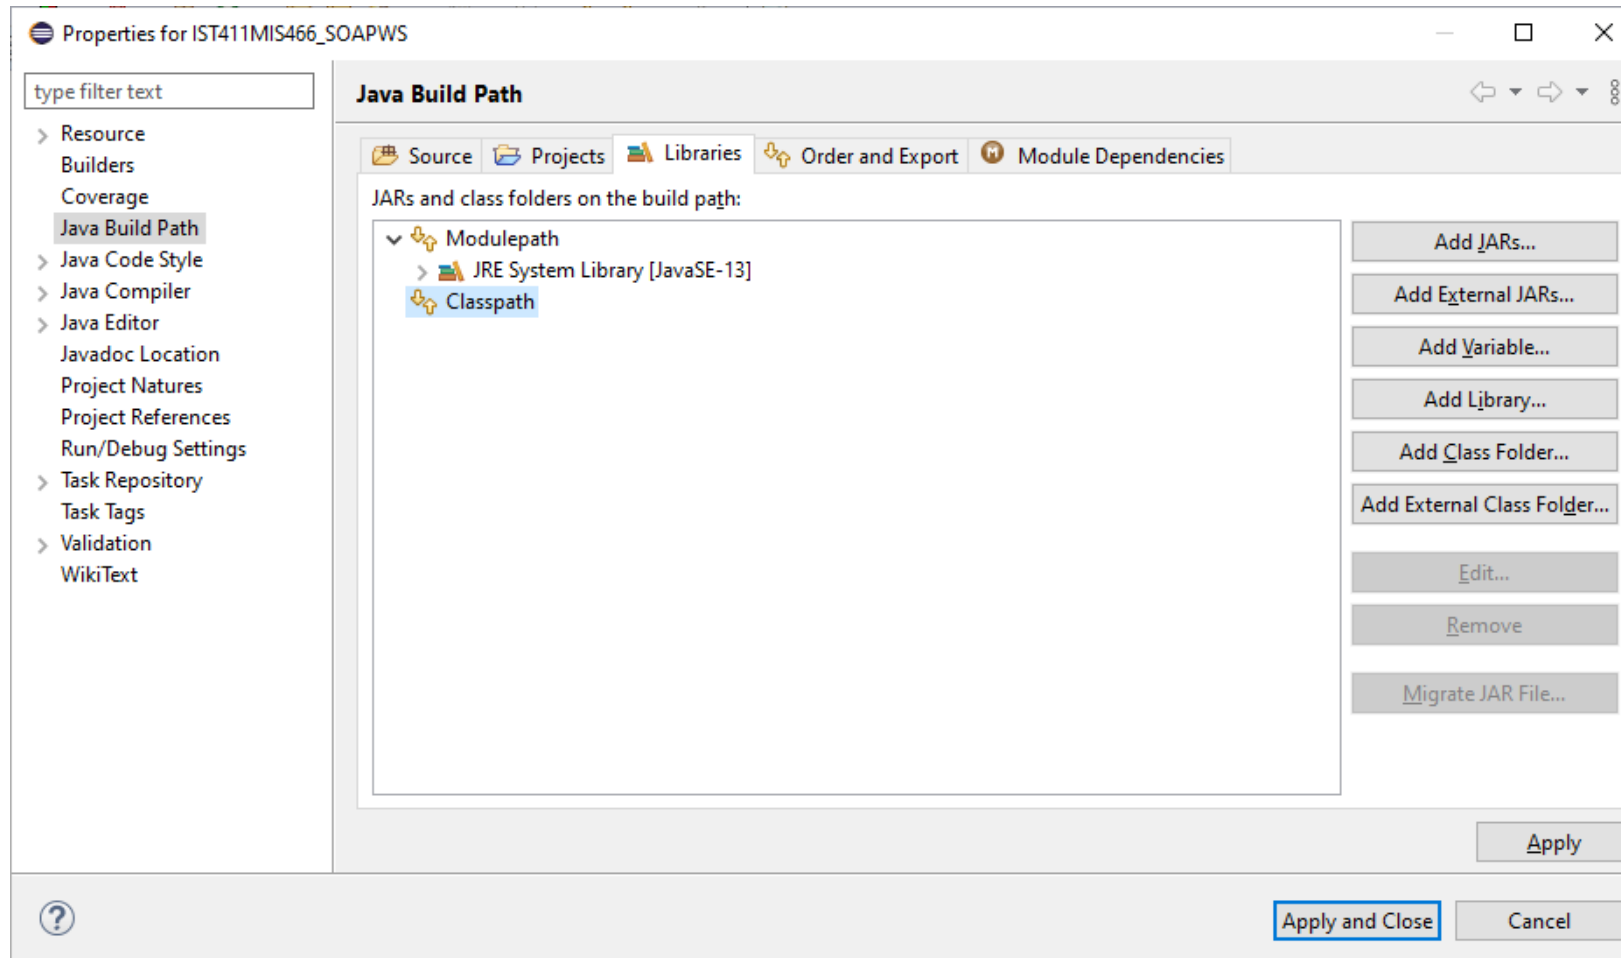 Properties for IST411MIS466_SOAPWS
type filter text
Resource
Builders
Coverage
Java Build Path
Java Code Style
Java Compiler
Java Editor
Javadoc Location
Project Natures
Project References
Run/Debug Settings
Task Repository
Task Tags
Validation
WikiText
Java Build Path
Source Projects Libraries Order and Export M Module Dependencies
JARs and class folders on the build path:
Modulepath
JRE System Library [JavaSE-13]
Classpath
Add JARs...
Add External JARs...
Add Variable...
Add Library...
Add Class Folder...
Add External Class Folder...
Edit...
Remove
Migrate JAR File...
Apply
? Apply and Close Cancel